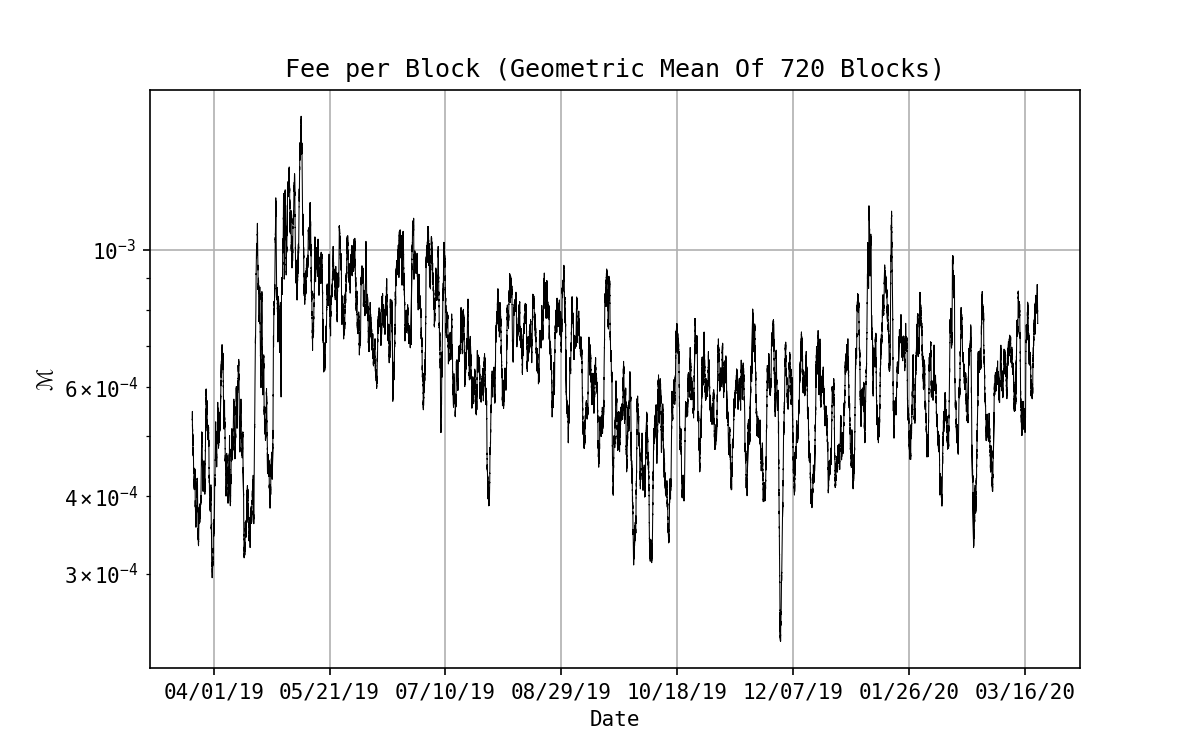 Fee per Block (Geometric Mean Of 720 Blocks)
ℳ
10⁻³
6×10⁻⁴
4×10⁻⁴
3×10⁻⁴
04/01/19 05/21/19 07/10/19 08/29/19 10/18/19 12/07/19 01/26/20 03/16/20
Date